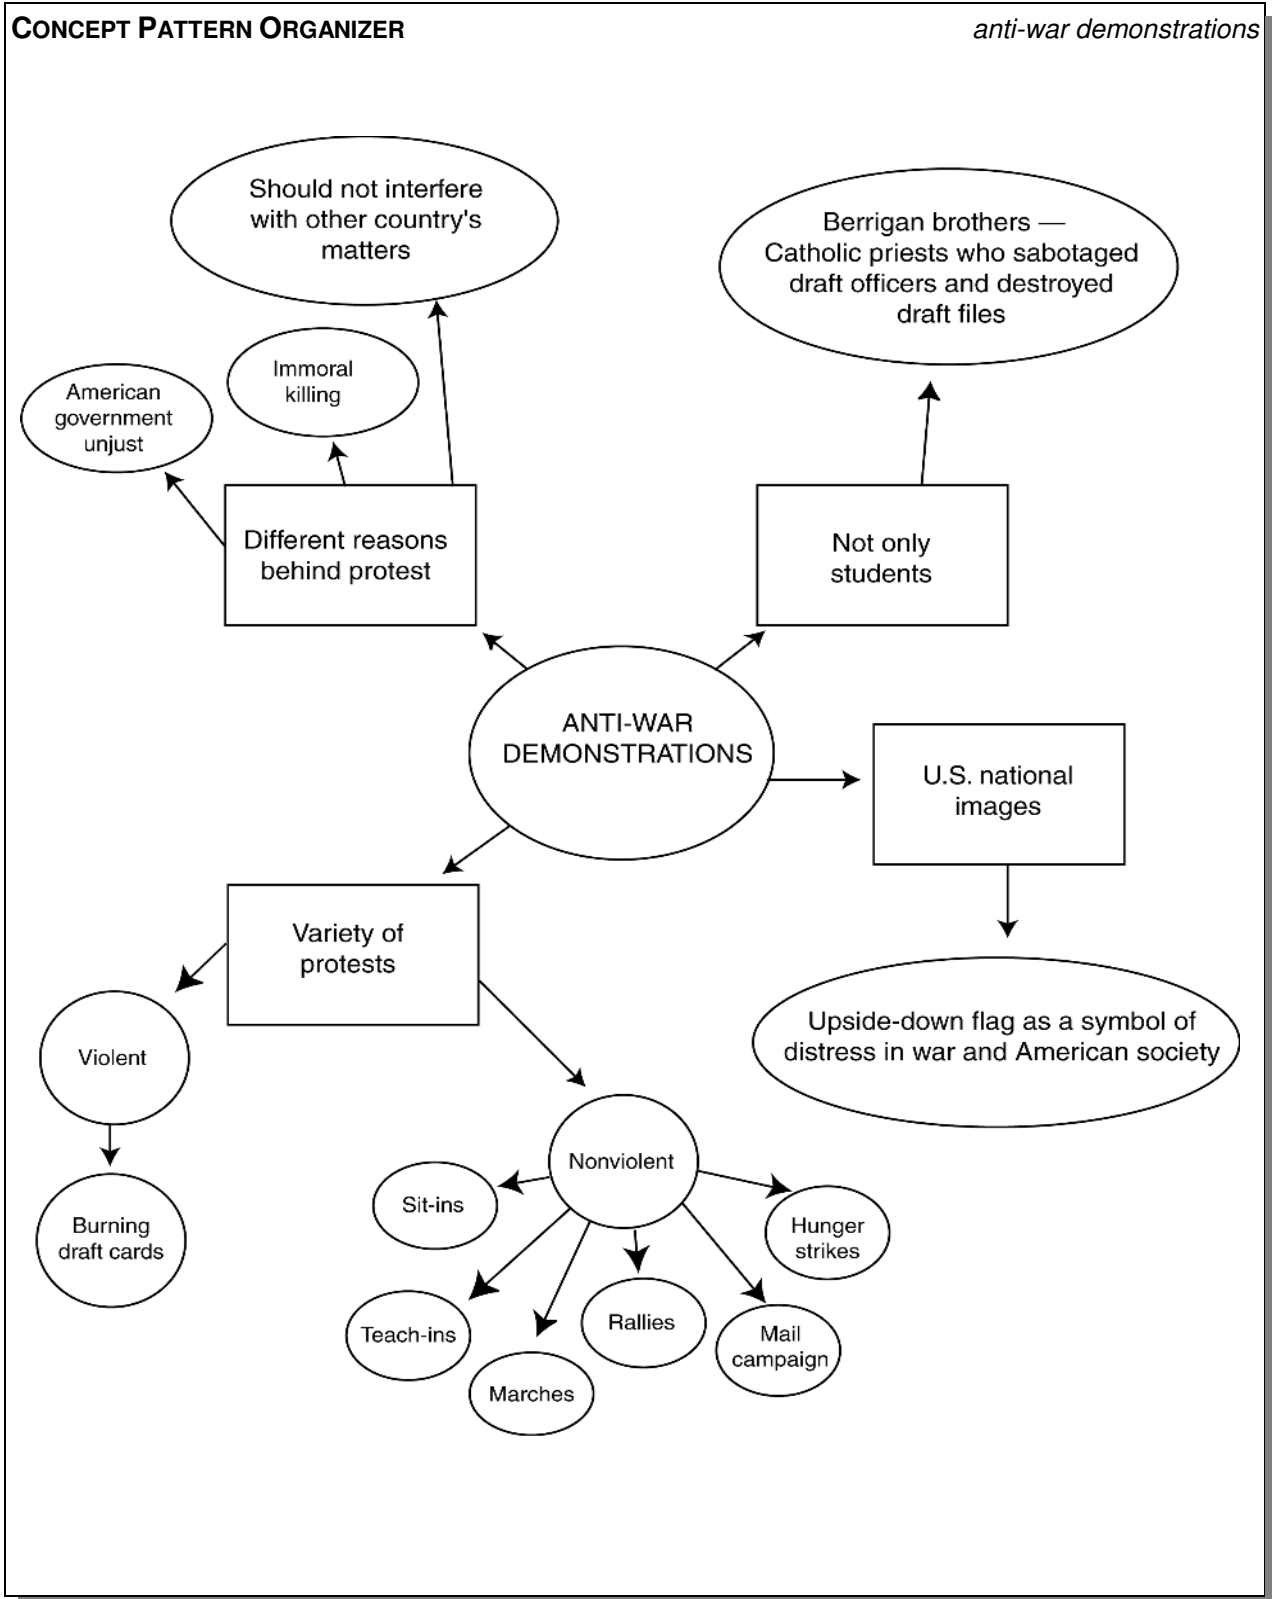 CONCEPT PATTERN ORGANIZER
anti-war demonstrations
Should not interfere
with other country's
matters
Berrigan brothers —
Catholic priests who sabotaged
draft officers and destroyed
draft files
Immoral
killing
American
government
unjust
Different reasons
behind protest
Not only
students
ANTI-WAR
DEMONSTRATIONS
U.S. national
images
Variety of
protests
Upside-down flag as a symbol of
distress in war and American society
Violent
Nonviolent
Burning
draft cards
Sit-ins
Hunger
strikes
Teach-ins
Marches
Rallies
Mail
campaign